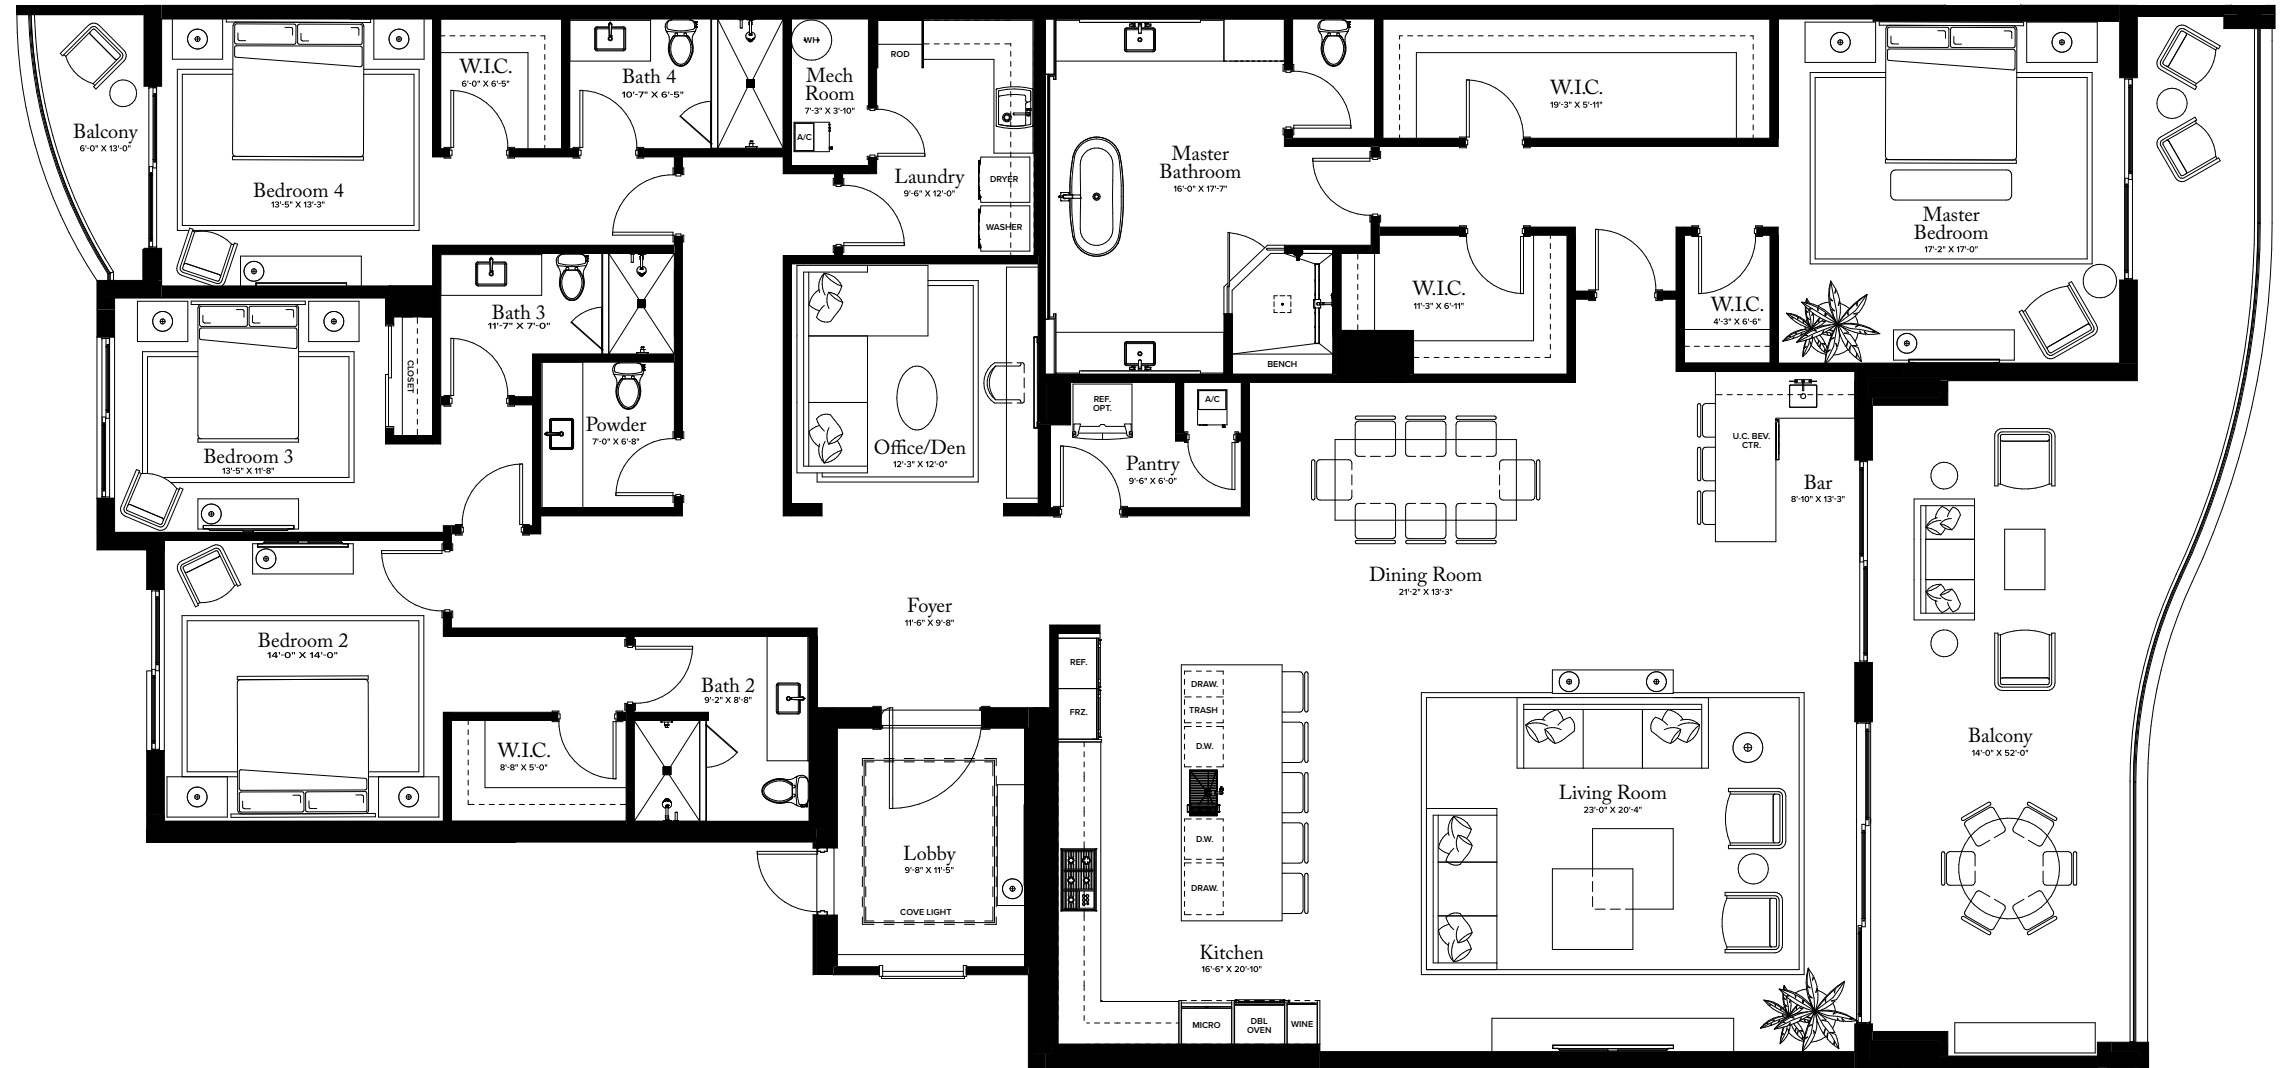 Balcony
6'-0" X 13'-0"
Bedroom 4
13'-5" X 13'-3"
W.I.C.
6'-0" X 6'-5"
Bath 4
10'-7" X 6'-5"
WH
Mech
Room
7'-3" X 3'-10"
A/C
ROD
Laundry
9'-6" X 12'-0"
DRYER
WASHER
Master
Bathroom
16'-0" X 17'-7"
BENCH
W.I.C.
19'-3" X 5'-11"
W.I.C.
11'-3" X 6'-11"
W.I.C.
4'-3" X 6'-6"
Master
Bedroom
17'-2" X 17'-0"
Bedroom 3
13'-5" X 11'-8"
CLOSET
Bath 3
11'-7" X 7'-0"
Powder
7'-0" X 6'-8"
Office/Den
12'-3" X 12'-0"
REF.
OPT.
A/C
Pantry
9'-6" X 6'-0"
Dining Room
21'-2" X 13'-3"
U.C. BEV.
CTR.
Bar
8'-10" X 13'-3"
Bedroom 2
14'-0" X 14'-0"
W.I.C.
8'-8" X 5'-0"
Bath 2
9'-2" X 8'-8"
Foyer
11'-6" X 9'-8"
Lobby
9'-8" X 11'-5"
COVE LIGHT
REF.
FRZ.
DRAW.
TRASH
D.W.
D.W.
DRAW.
Kitchen
16'-6" X 20'-10"
MICRO
DBL
OVEN
WINE
Living Room
23'-0" X 20'-4"
Balcony
14'-0" X 52'-0"